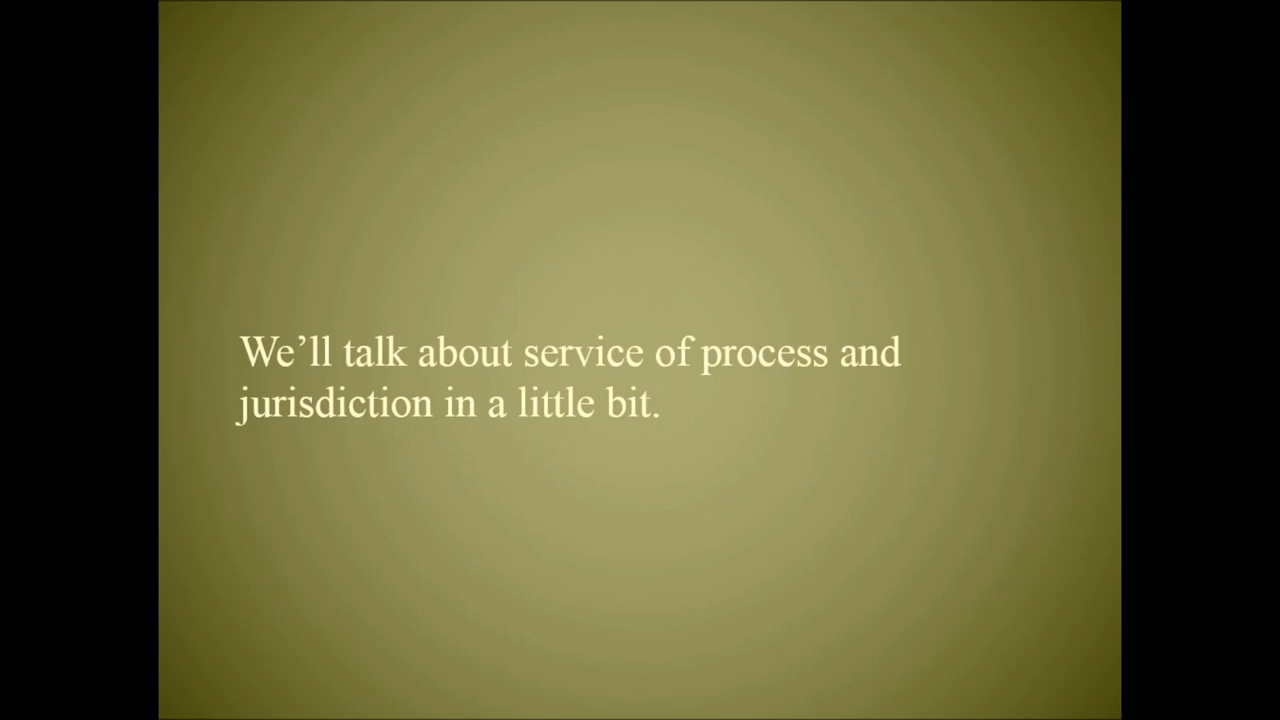 We’ll talk about service of process and
jurisdiction in a little bit.